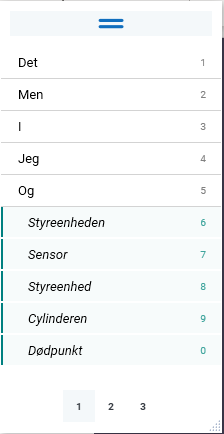 Det 1
Men 2
I 3
Jeg 4
Og 5
Styreenheden 6
Sensor 7
Styreenhed 8
Cylinderen 9
Dødpunkt 0
1 2 3